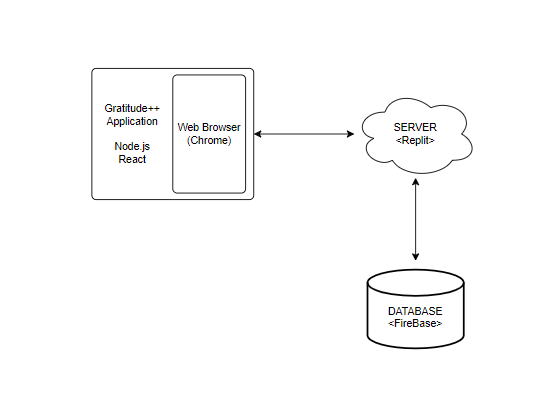 Gratitude++
Application
Node.js
React
Web Browser
(Chrome)
SERVER
<Replit>
DATABASE
<FireBase>